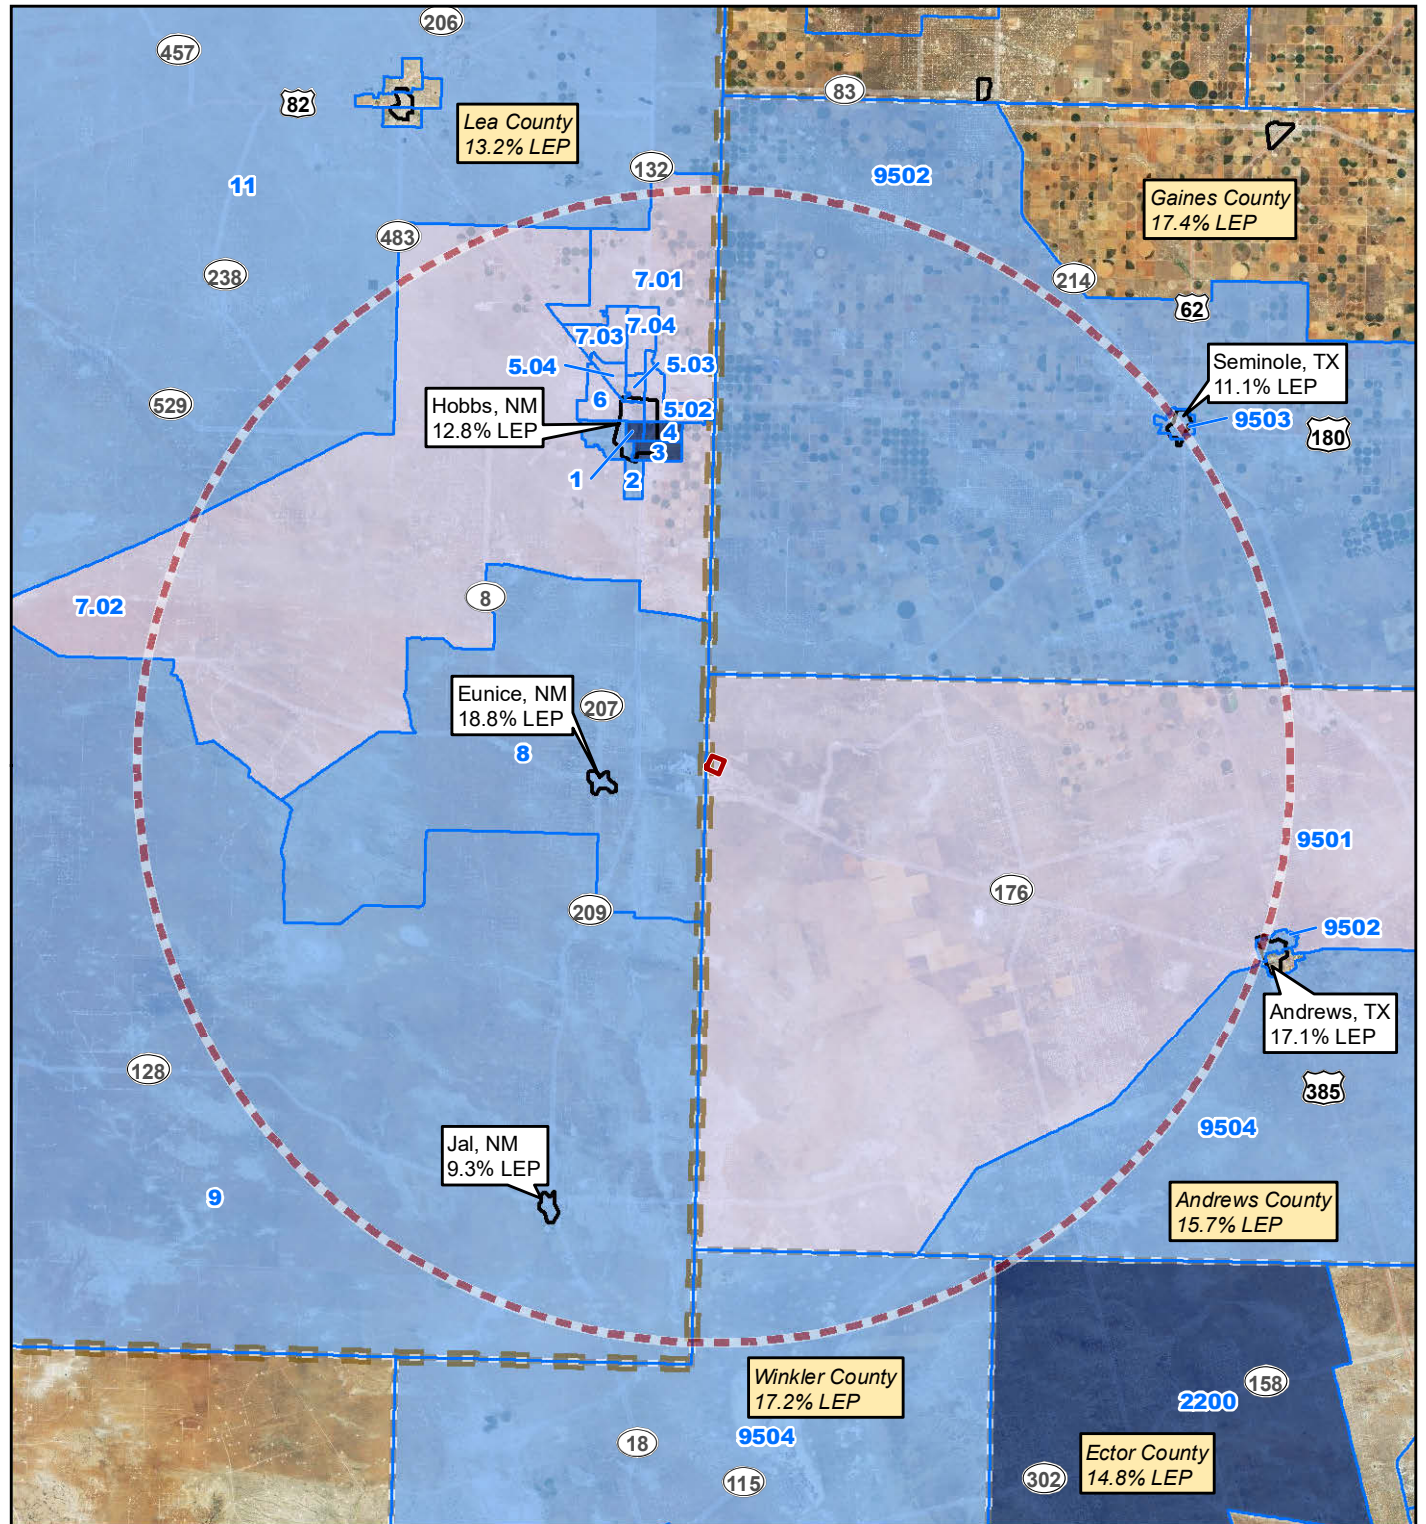 206
457
82
83
Lea County
13.2% LEP
132
11
9502
Gaines County
17.4% LEP
483
238
7.01
214
62
7.03
7.04
5.04
5.03
Seminole, TX
11.1% LEP
529
6
Hobbs, NM
12.8% LEP
5.02
9503
180
4
3
1
2
8
7.02
Eunice, NM
18.8% LEP
207
8
9501
176
209
9502
Andrews, TX
17.1% LEP
128
385
9504
Jal, NM
9.3% LEP
9
Andrews County
15.7% LEP
Winkler County
17.2% LEP
158
2200
9504
18
Ector County
14.8% LEP
115
302